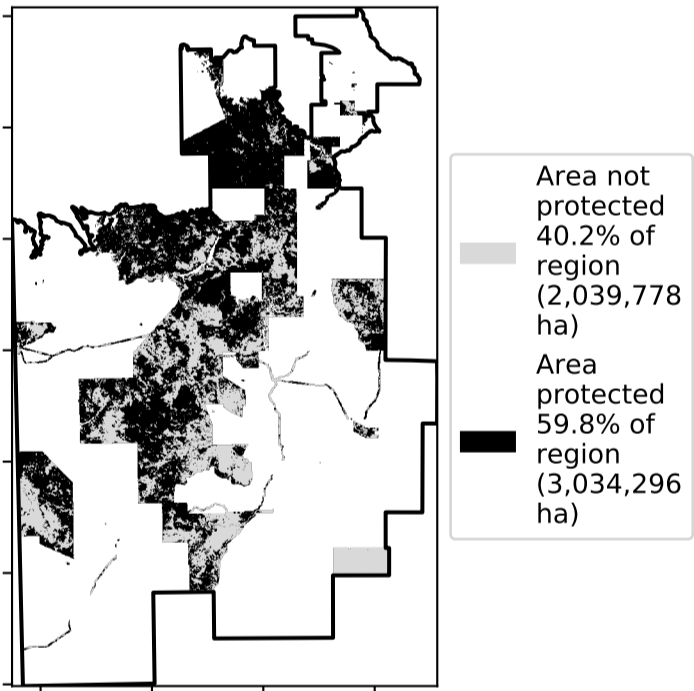 Area not
protected
40.2% of
region
(2,039,778
ha)
Area
protected
59.8% of
region
(3,034,296
ha)